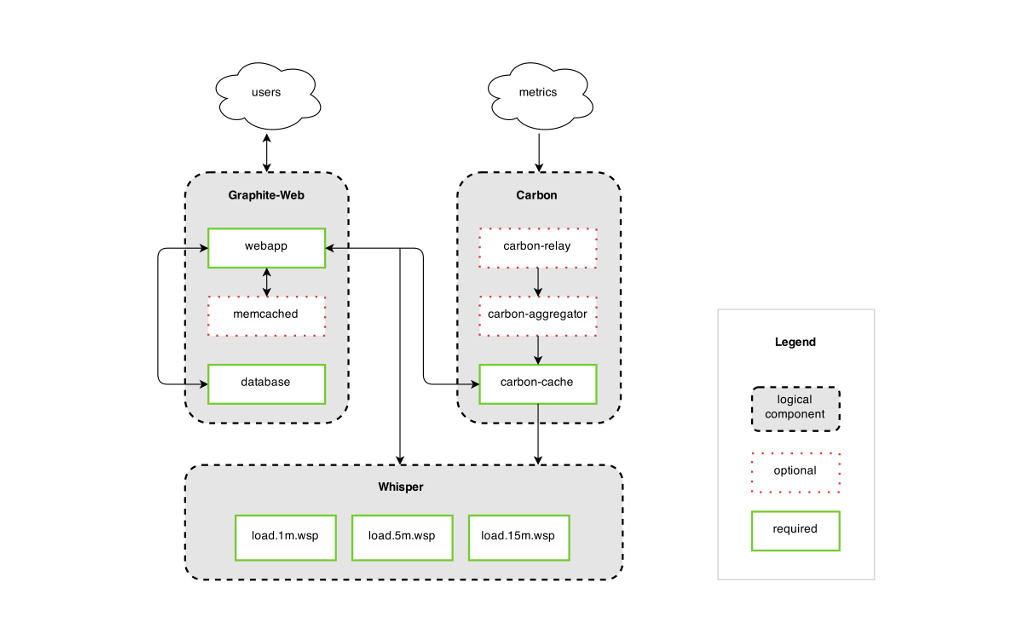 users
metrics
Graphite-Web
Carbon
webapp
carbon-relay
memcached
carbon-aggregator
database
carbon-cache
Whisper
load.1m.wsp
load.5m.wsp
load.15m.wsp
Legend
logical
component
optional
required